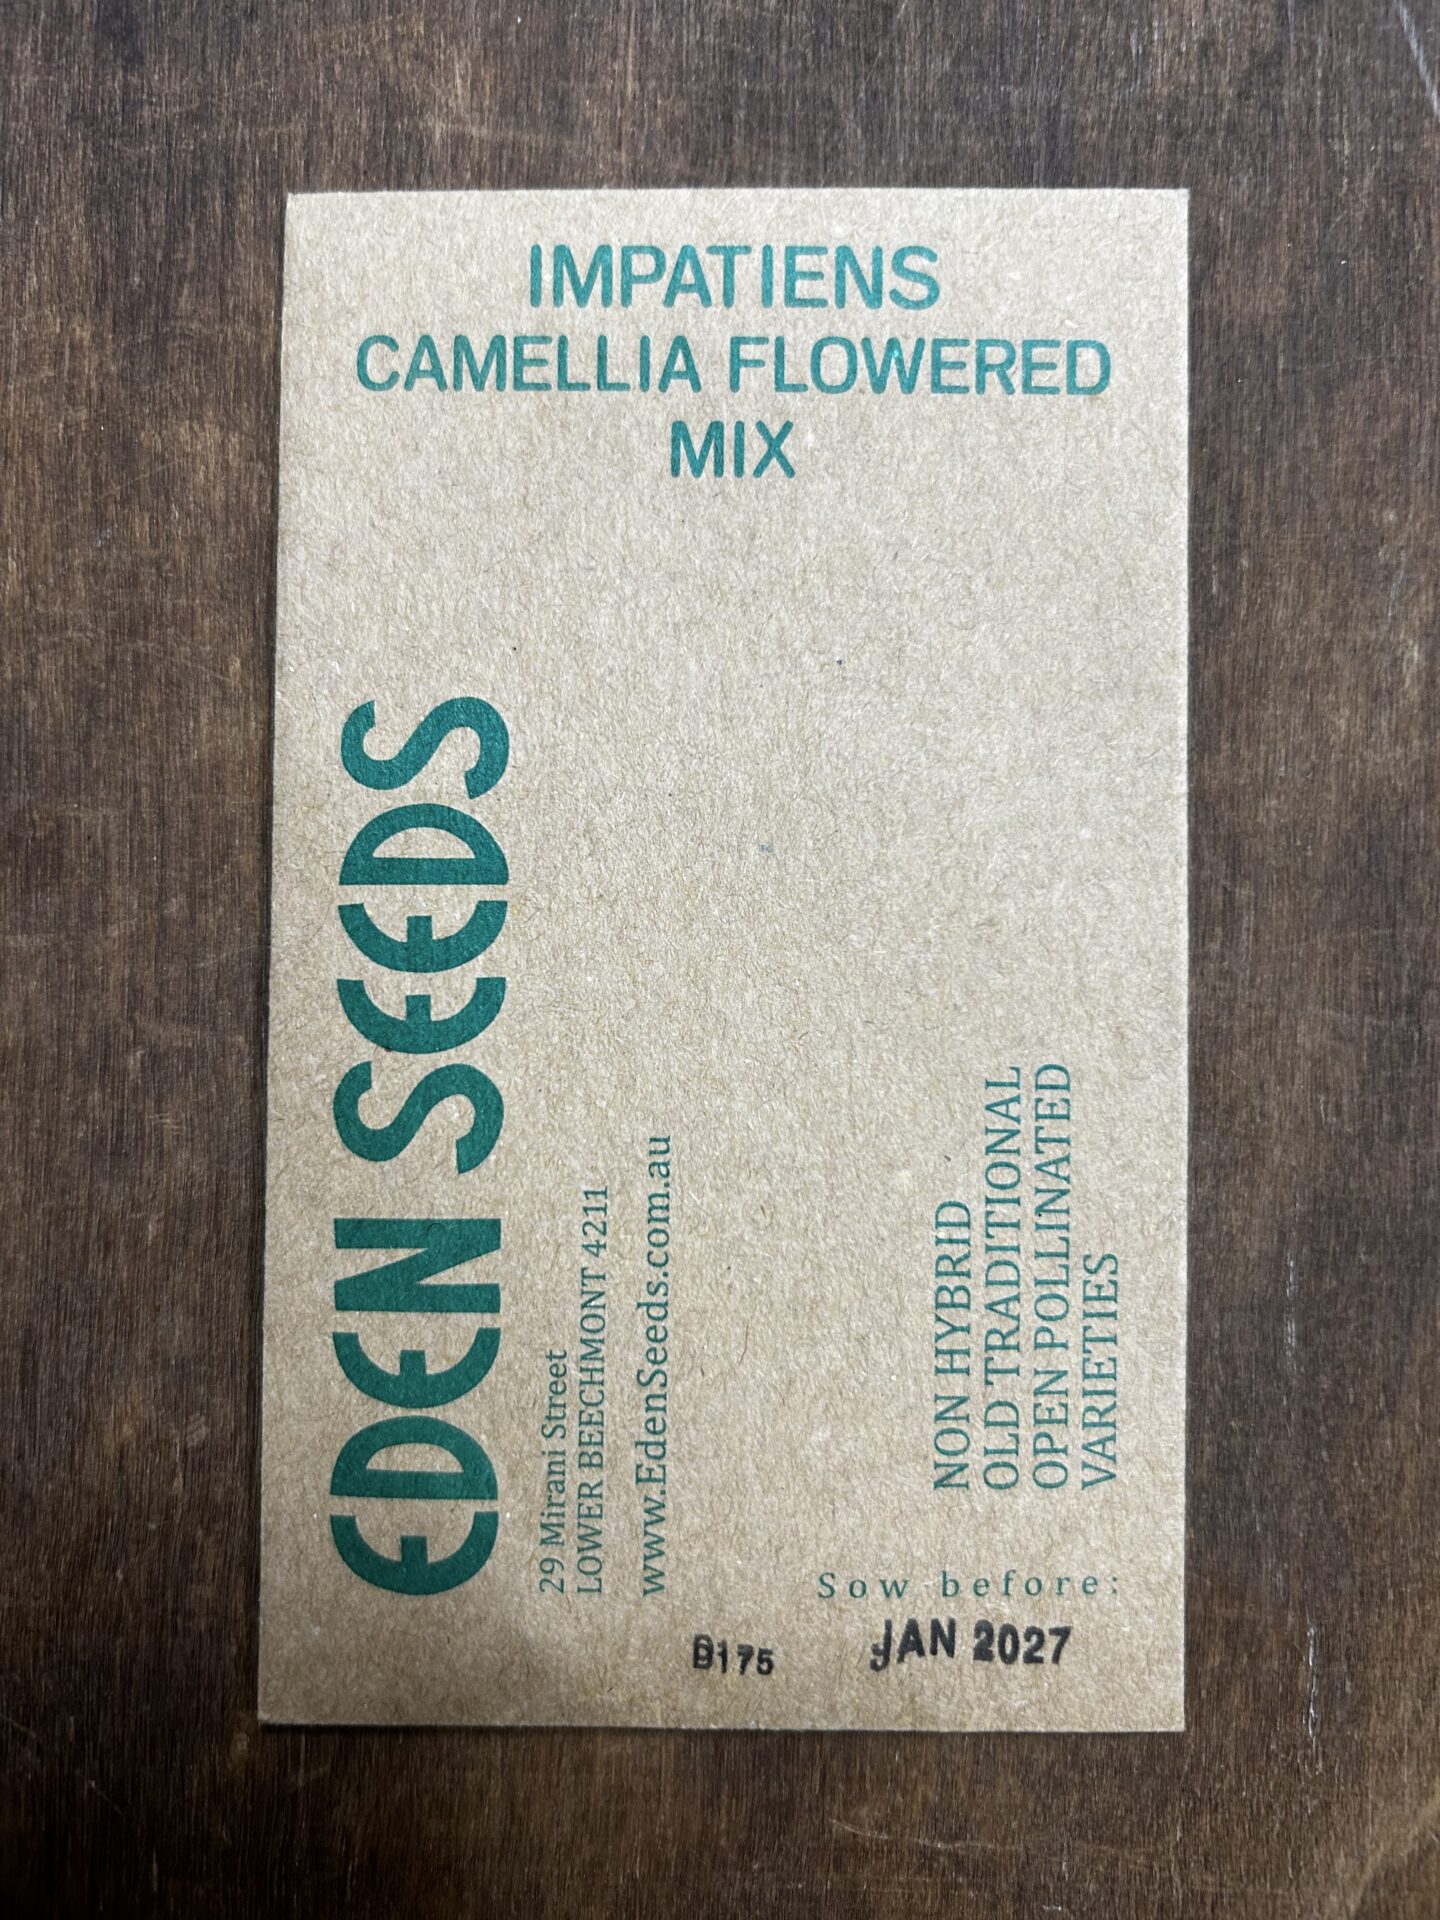 IMPATIENS
CAMELLIA FLOWERED
MIX
EDEN SEEDS
29 Mirani Street
LOWER BEECHMONT 4211
www.EdenSeeds.com.au
NON HYBRID
OLD TRADITIONAL
OPEN POLLINATED
VARIETIES
Sow before:
B175
JAN 2027